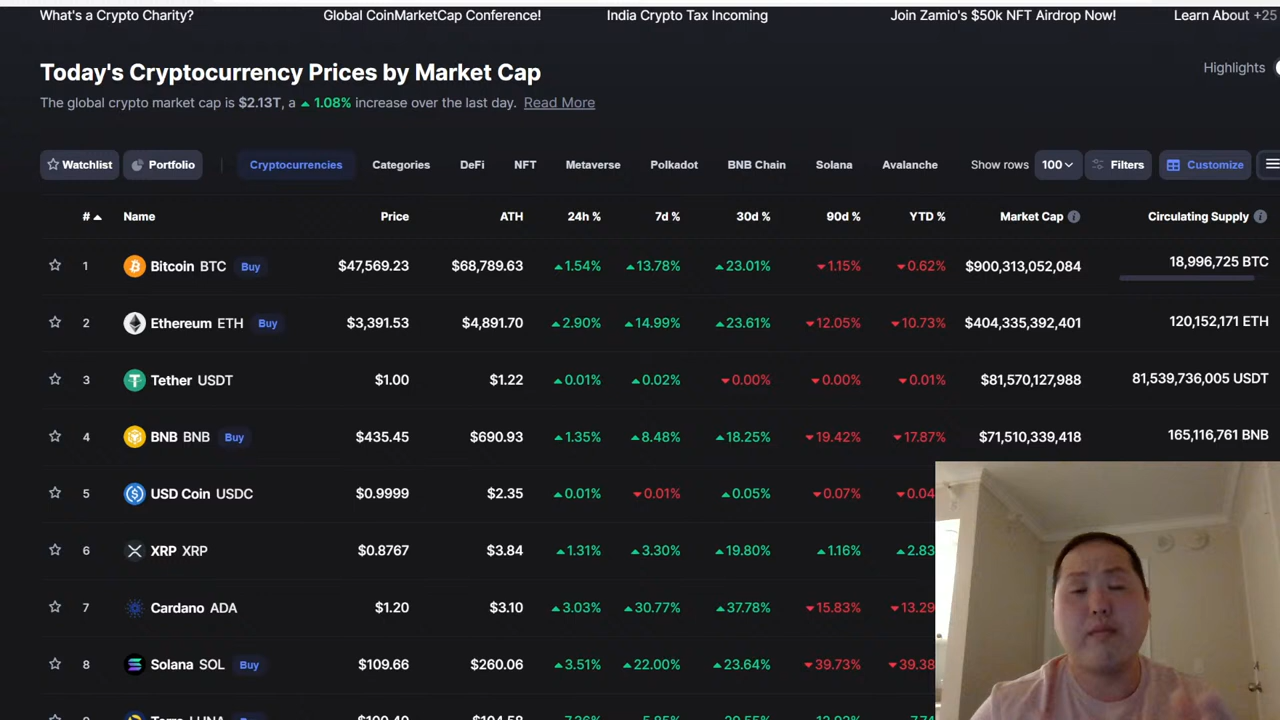 What's a Crypto Charity? Global CoinMarketCap Conference! India Crypto Tax Incoming Join Zamio's $50k NFT Airdrop Now! Learn About +25
Today's Cryptocurrency Prices by Market Cap
Highlights
The global crypto market cap is $2.13T, a 1.08% increase over the last day. Read More
Watchlist Portfolio Cryptocurrencies Categories DeFi NFT Metaverse Polkadot BNB Chain Solana Avalanche Show rows 100 Filters Customize
# Name Price ATH 24h % 7d % 30d % 90d % YTD % Market Cap Circulating Supply
1 Bitcoin BTC Buy $47,569.23 $68,789.63 1.54% 13.78% 23.01% 1.15% 0.62% $900,313,052,084 18,996,725 BTC
2 Ethereum ETH Buy $3,391.53 $4,891.70 2.90% 14.99% 23.61% 12.05% 10.73% $404,335,392,401 120,152,171 ETH
3 Tether USDT $1.00 $1.22 0.01% 0.02% 0.00% 0.00% 0.01% $81,570,127,988 81,539,736,005 USDT
4 BNB BNB Buy $435.45 $690.93 1.35% 8.48% 18.25% 19.42% 17.87% $71,510,339,418 165,116,761 BNB
5 USD Coin USDC $0.9999 $2.35 0.01% 0.01% 0.05% 0.07% 0.04
6 XRP XRP $0.8767 $3.84 1.31% 3.30% 19.80% 1.16% 2.83
7 Cardano ADA $1.20 $3.10 3.03% 30.77% 37.78% 15.83% 13.29
8 Solana SOL Buy $109.66 $260.06 3.51% 22.00% 23.64% 39.73% 39.38